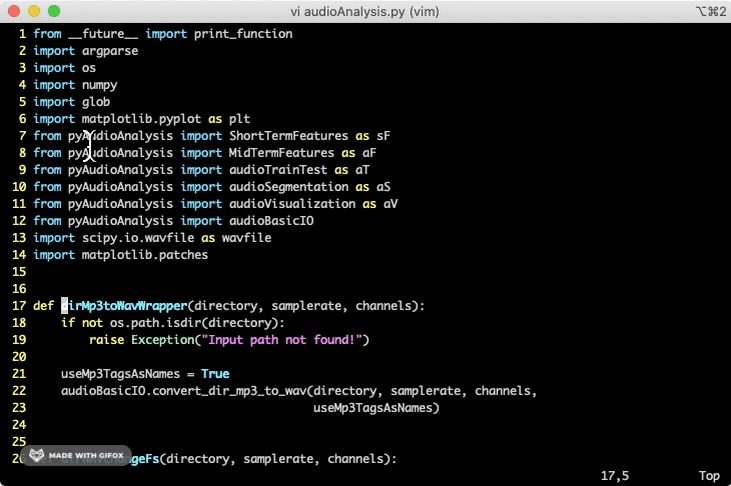 vi audioAnalysis.py (vim)
⌥⌘2
1 from __future__ import print_function
2 import argparse
3 import os
4 import numpy
5 import glob
6 import matplotlib.pyplot as plt
7 from pyAudioAnalysis import ShortTermFeatures as sF
8 from pyAudioAnalysis import MidTermFeatures as aF
9 from pyAudioAnalysis import audioTrainTest as aT
10 from pyAudioAnalysis import audioSegmentation as aS
11 from pyAudioAnalysis import audioVisualization as aV
12 from pyAudioAnalysis import audioBasicIO
13 import scipy.io.wavfile as wavfile
14 import matplotlib.patches
15
16
17 def dirMp3toWavWrapper(directory, samplerate, channels):
18     if not os.path.isdir(directory):
19         raise Exception("Input path not found!")
20
21     useMp3TagsAsNames = True
22     audioBasicIO.convert_dir_mp3_to_wav(directory, samplerate, channels,
23                                         useMp3TagsAsNames)
24
25
(directory, samplerate, channels):
MADE WITH GIFOX
17,5 Top